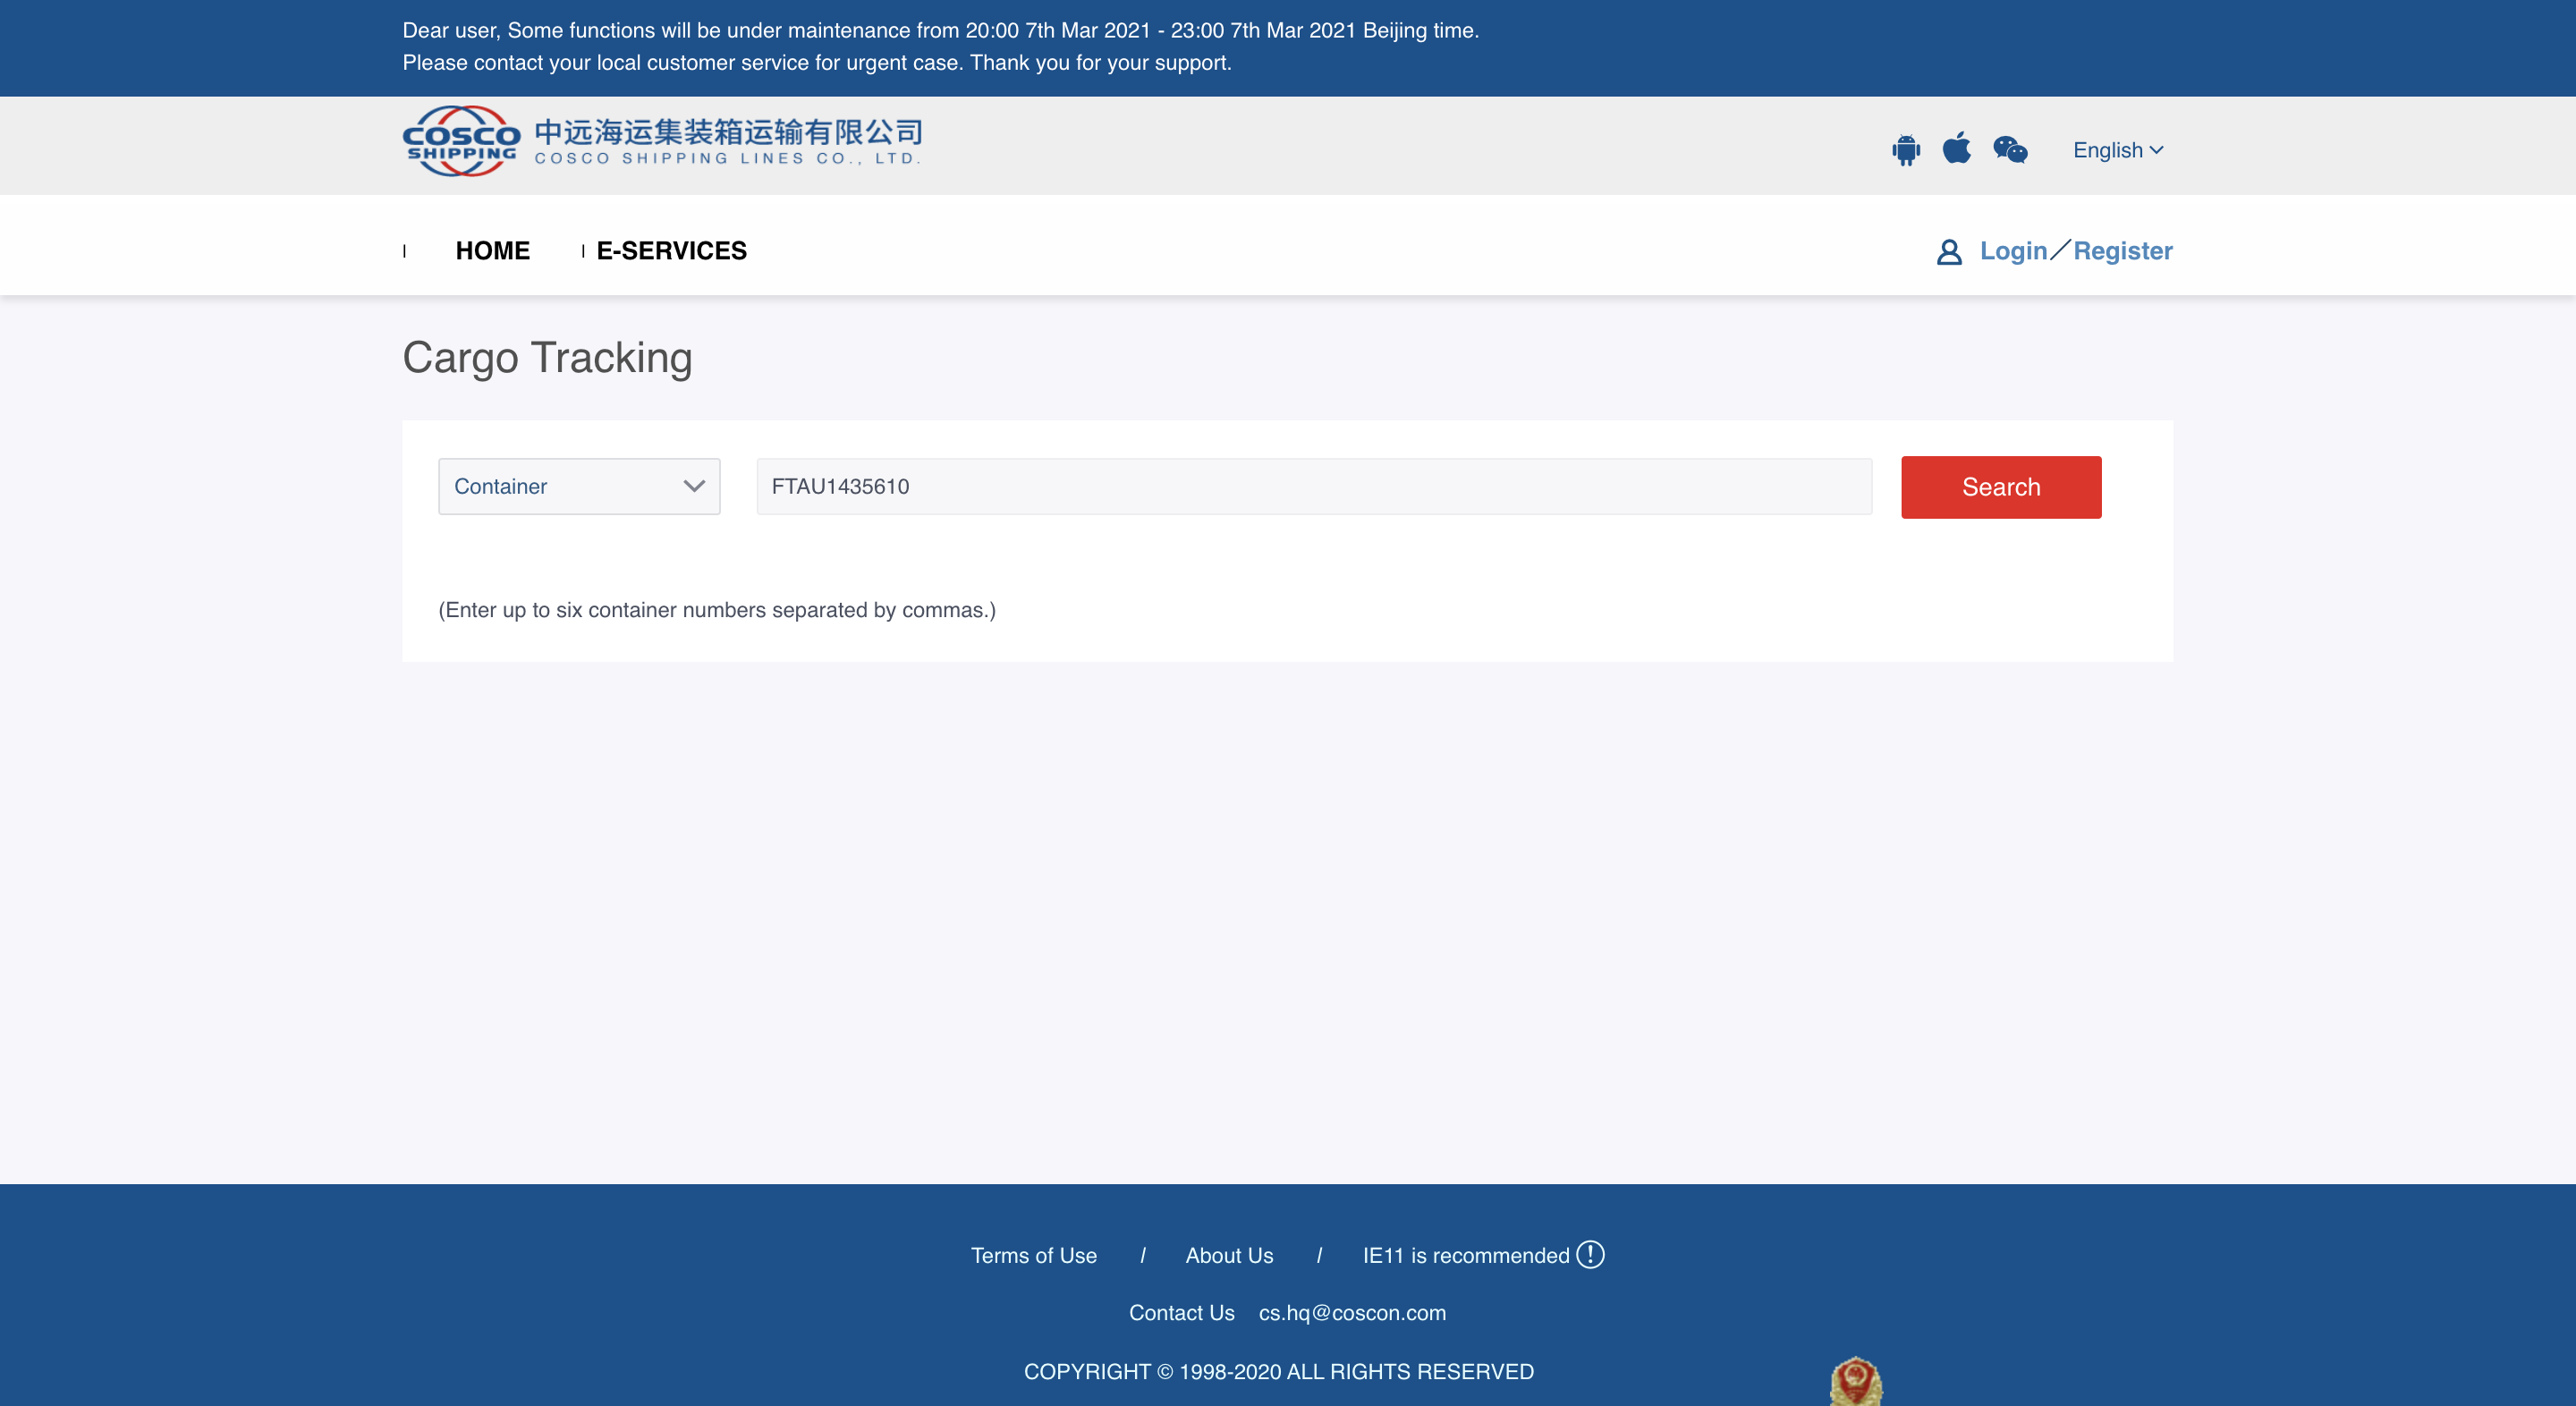 Dear user, Some functions will be under maintenance from 20:00 7th Mar 2021 - 23:00 7th Mar 2021 Beijing time.
Please contact your local customer service for urgent case. Thank you for your support.
COSCO
SHIPPING
中远海运集装箱运输有限公司
COSCO SHIPPING LINES CO., LTD.
English
HOME
E-SERVICES
Login/Register
Cargo Tracking
Container
FTAU1435610
Search
(Enter up to six container numbers separated by commas.)
Terms of Use / About Us / IE11 is recommended
Contact Us cs.hq@coscon.com
COPYRIGHT © 1998-2020 ALL RIGHTS RESERVED